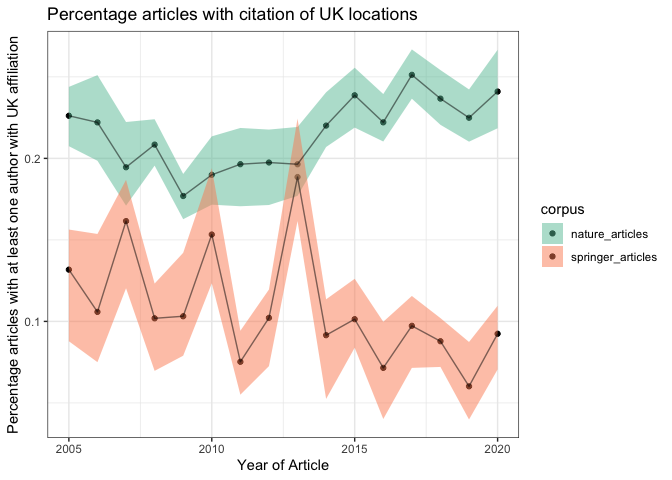 Percentage articles with citation of UK locations
Percentage articles with at least one author with UK affiliation
0.2
0.1
2005
2010
2015
2020
Year of Article
corpus
nature_articles
springer_articles